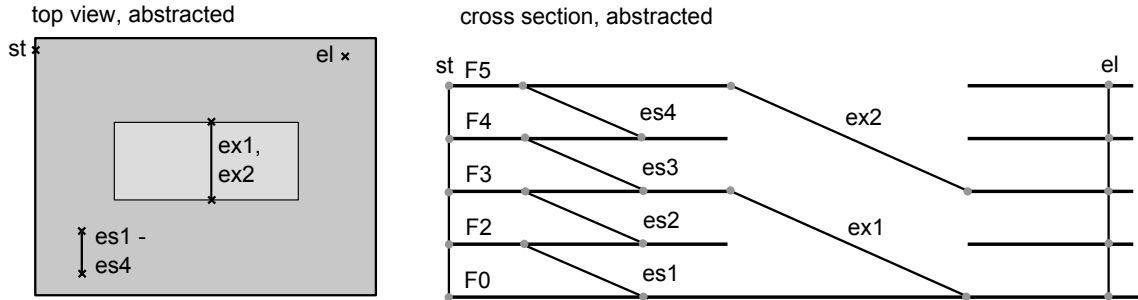 top view, abstracted
st
el
ex1,
ex2
es1 -
es4
cross section, abstracted
st
F5
el
F4
es4
ex2
F3
es3
F2
es2
ex1
F0
es1